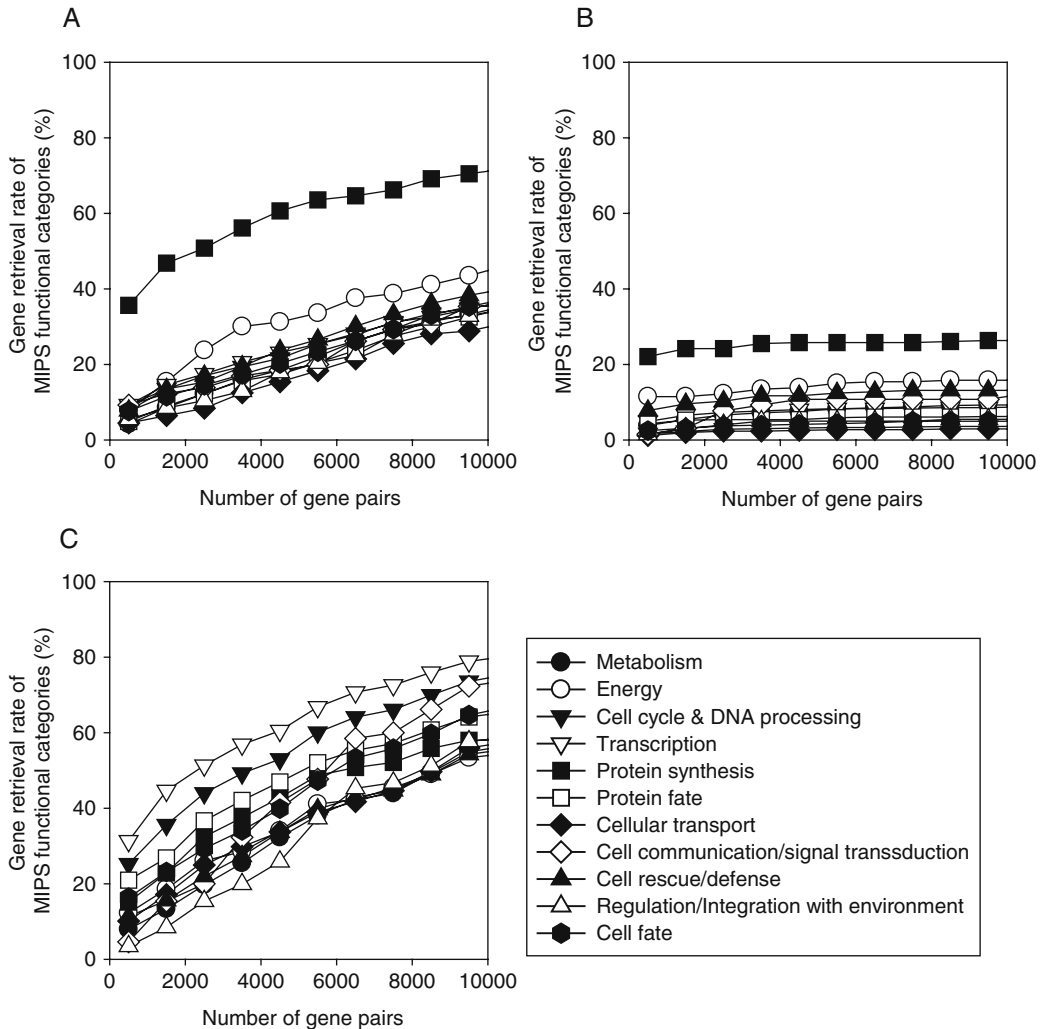 A
100
80
60
40
20
0
Gene retrieval rate of
MIPS functional categories (%)
0 2000 4000 6000 8000 10000
Number of gene pairs
B
100
80
60
40
20
0
Gene retrieval rate of
MIPS functional categories (%)
0 2000 4000 6000 8000 10000
Number of gene pairs
C
100
80
60
40
20
0
Gene retrieval rate of
MIPS functional categories (%)
0 2000 4000 6000 8000 10000
Number of gene pairs
Metabolism
Energy
Cell cycle & DNA processing
Transcription
Protein synthesis
Protein fate
Cellular transport
Cell communication/signal transsduction
Cell rescue/defense
Regulation/Integration with environment
Cell fate